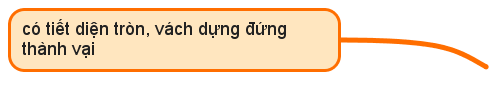 có tiết diện tròn, vách dựng đứng
thành vại